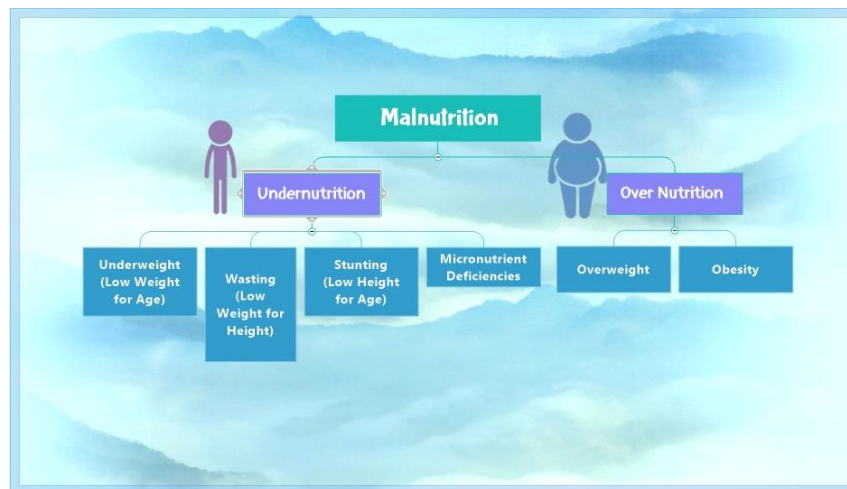 Malnutrition
Undernutrition
Over Nutrition
Underweight
(Low Weight
for Age)
Wasting
(Low
Weight for
Height)
Stunting
(Low Height
for Age)
Micronutrient
Deficiencies
Overweight
Obesity